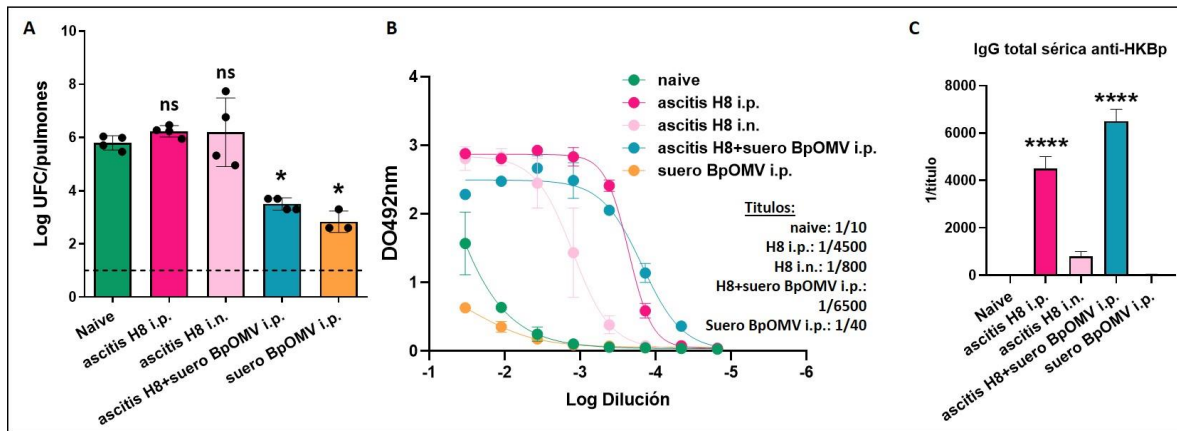 A
Log UFC/pulmones
10
8
6
4
2
0
ns
ns
*
*
Naive
ascitis H8 i.p.
ascitis H8 i.n.
ascitis H8+suero BpOMV i.p.
suero BpOMV i.p.
B
DO492nm
4
3
2
1
0
-1
-2
-3
-4
-5
-6
Log Dilución
naive
ascitis H8 i.p.
ascitis H8 i.n.
ascitis H8+suero BpOMV i.p.
suero BpOMV i.p.
Titulos:
naive: 1/10
H8 i.p.: 1/4500
H8 i.n.: 1/800
H8+suero BpOMV i.p.:
1/6500
Suero BpOMV i.p.: 1/40
C
IgG total sérica anti-HKBp
1/título
8000
6000
4000
2000
0
****
****
Naive
ascitis H8 i.p.
ascitis H8 i.n.
ascitis H8+suero BpOMV i.p.
suero BpOMV i.p.